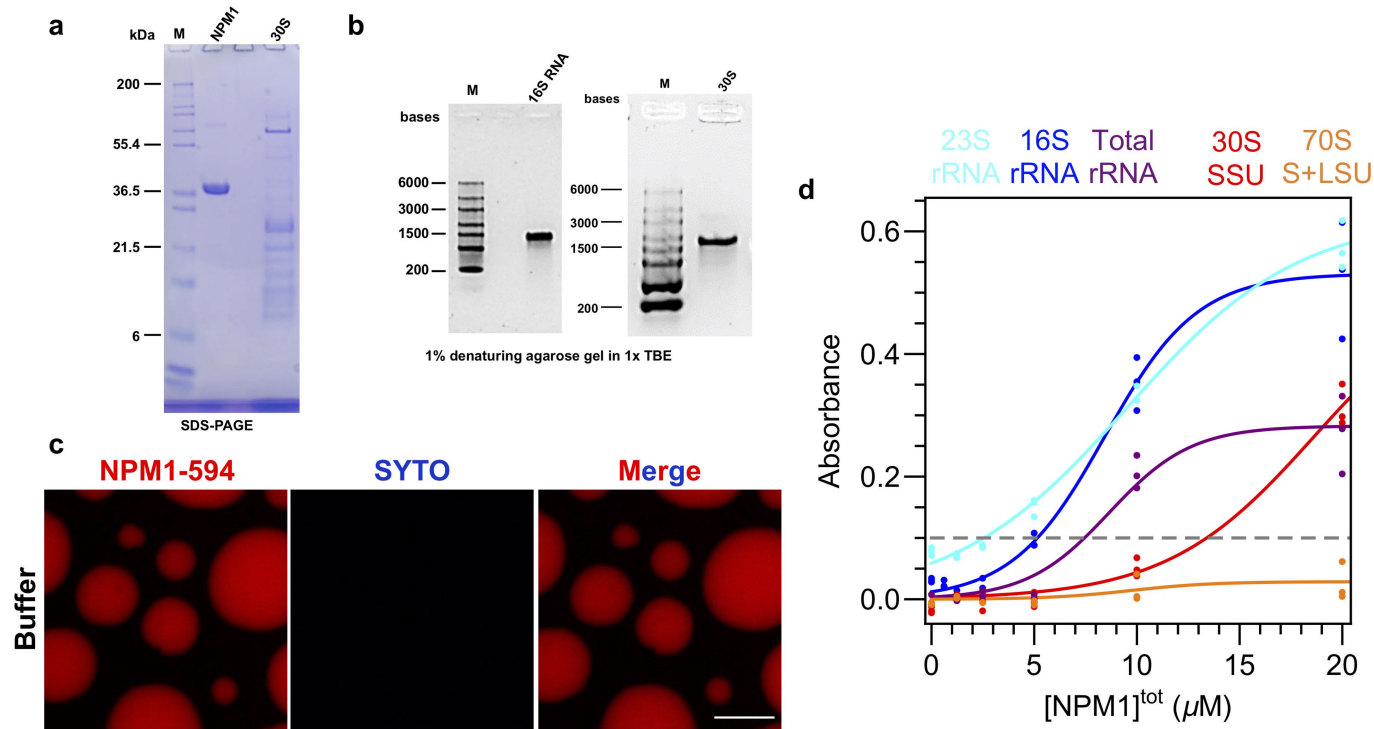 a
kDa M NPM1 30S
200
55.4
36.5
21.5
6
SDS-PAGE
b
M 16S RNA
bases
6000
3000
1500
200
M 30S
bases
6000
3000
1500
200
1% denaturing agarose gel in 1x TBE
c
NPM1-594 SYTO Merge
Buffer
d
23S 16S Total 30S 70S
rRNA rRNA rRNA SSU S+LSU
Absorbance
0.6
0.4
0.2
0.0
0 5 10 15 20
[NPM1]tot (µM)